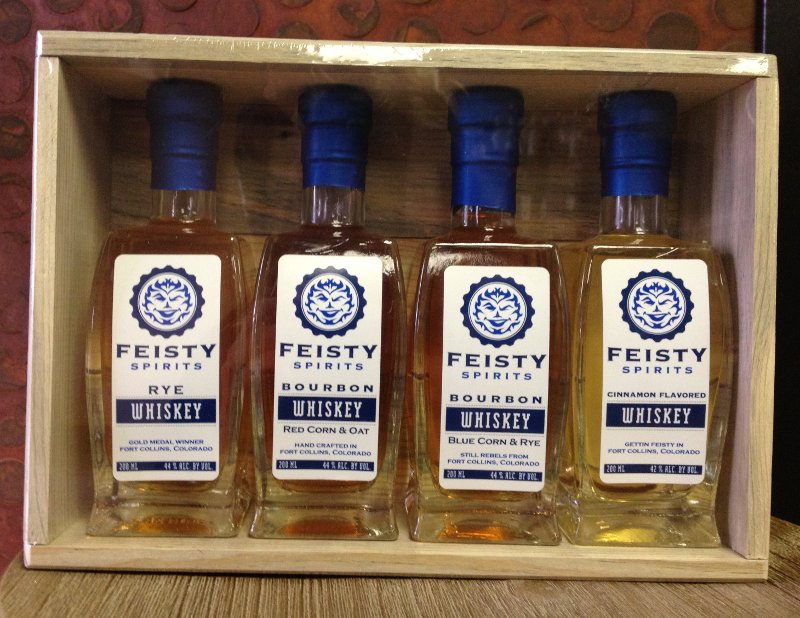 FEISTY
SPIRITS
RYE
WHISKEY
GOLD MEDAL WINNER
FORT COLLINS, COLORADO
200 ML 44 % ALC. BY VOL.
FEISTY
SPIRITS
BOURBON
WHISKEY
RED CORN & OAT
HAND CRAFTED IN
FORT COLLINS, COLORADO
200 ML 44 % ALC. BY VOL.
FEISTY
SPIRITS
BOURBON
WHISKEY
BLUE CORN & RYE
STILL REBELS FROM
FORT COLLINS, COLORADO
200 ML 44 % ALC. BY VOL.
FEISTY
SPIRITS
CINNAMON FLAVORED
WHISKEY
GETTIN FEISTY IN
FORT COLLINS, COLORADO
200 ML 42% ALC. BY VOL.